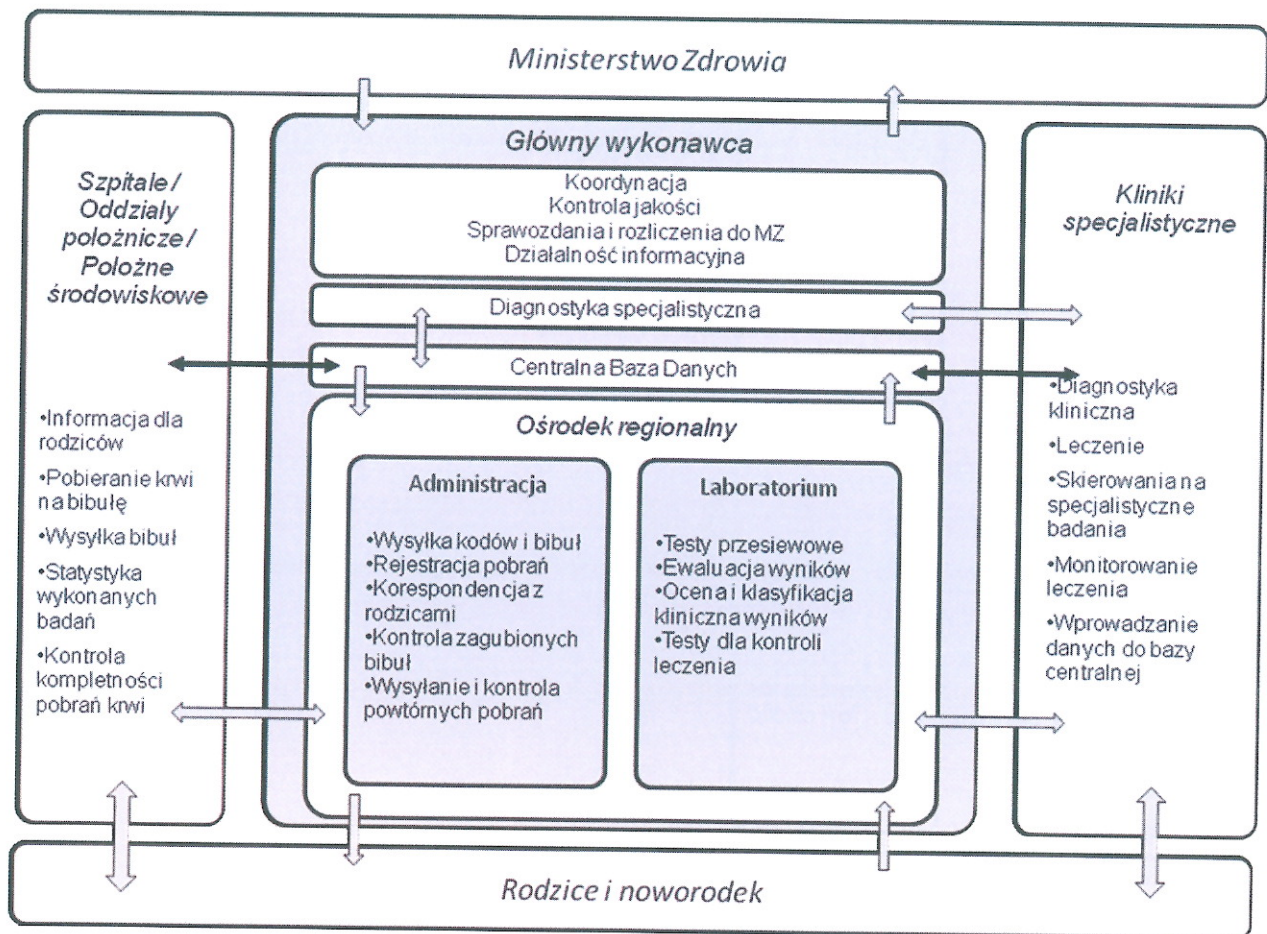 Ministerstwo Zdrowia
Szpitale /
Oddziały
położnicze /
Położne
środowiskowe
•Informacja dla
rodziców
•Pobieranie krwi
na bibułę
•Wysyłka bibuł
•Statystyka
wykonanych
badań
•Kontrola
kompletności
pobrań krwi
Główny wykonawca
Koordynacja
Kontrola jakości
Sprawozdania i rozliczenia do MZ
Działalność informacyjna
Diagnostyka specjalistyczna
Centralna Baza Danych
Ośrodek regionalny
Administracja
•Wysyłka kodów i bibuł
•Rejestracja pobrań
•Korespondencja z
rodzicami
•Kontrola zagubionych
bibuł
•Wysyłanie i kontrola
powtórnych pobrań
Laboratorium
•Testy przesiewowe
•Ewaluacja wyników
•Ocena i klasyfikacja
kliniczna wyników
•Testy dla kontroli
leczenia
Kliniki
specjalistyczne
•Diagnostyka
kliniczna
•Leczenie
•Skierowania na
specjalistyczne
badania
•Monitorowanie
leczenia
•Wprowadzanie
danych do bazy
centralnej
Rodzice i noworodek